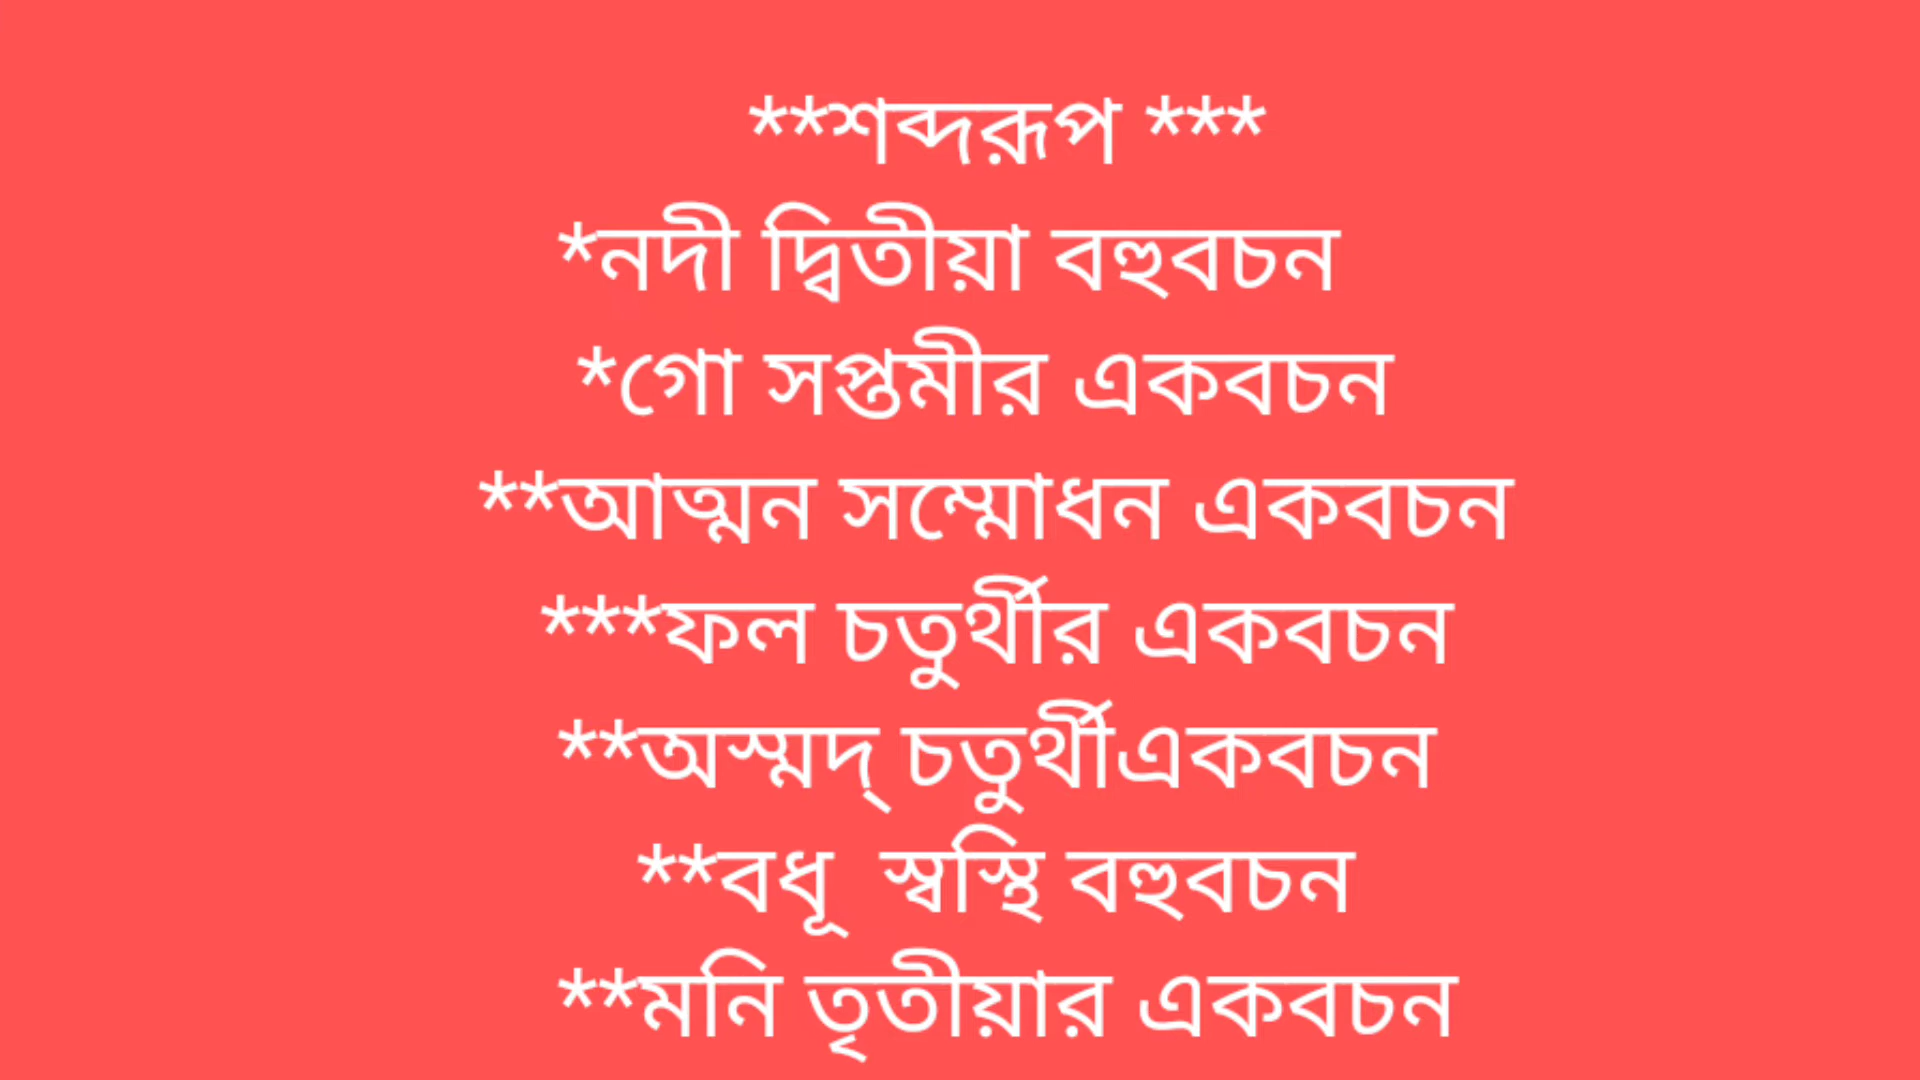 **শব্দরূপ ***
*নদী দ্বিতীয়া বহুবচন
*গো সপ্তমীর একবচন
**আত্মন সম্মোধন একবচন
***ফল চতুর্থীর একবচন
**অস্মদ্ চতুর্থীএকবচন
**বধূ স্বস্থি বহুবচন
**মনি তৃতীয়ার একবচন